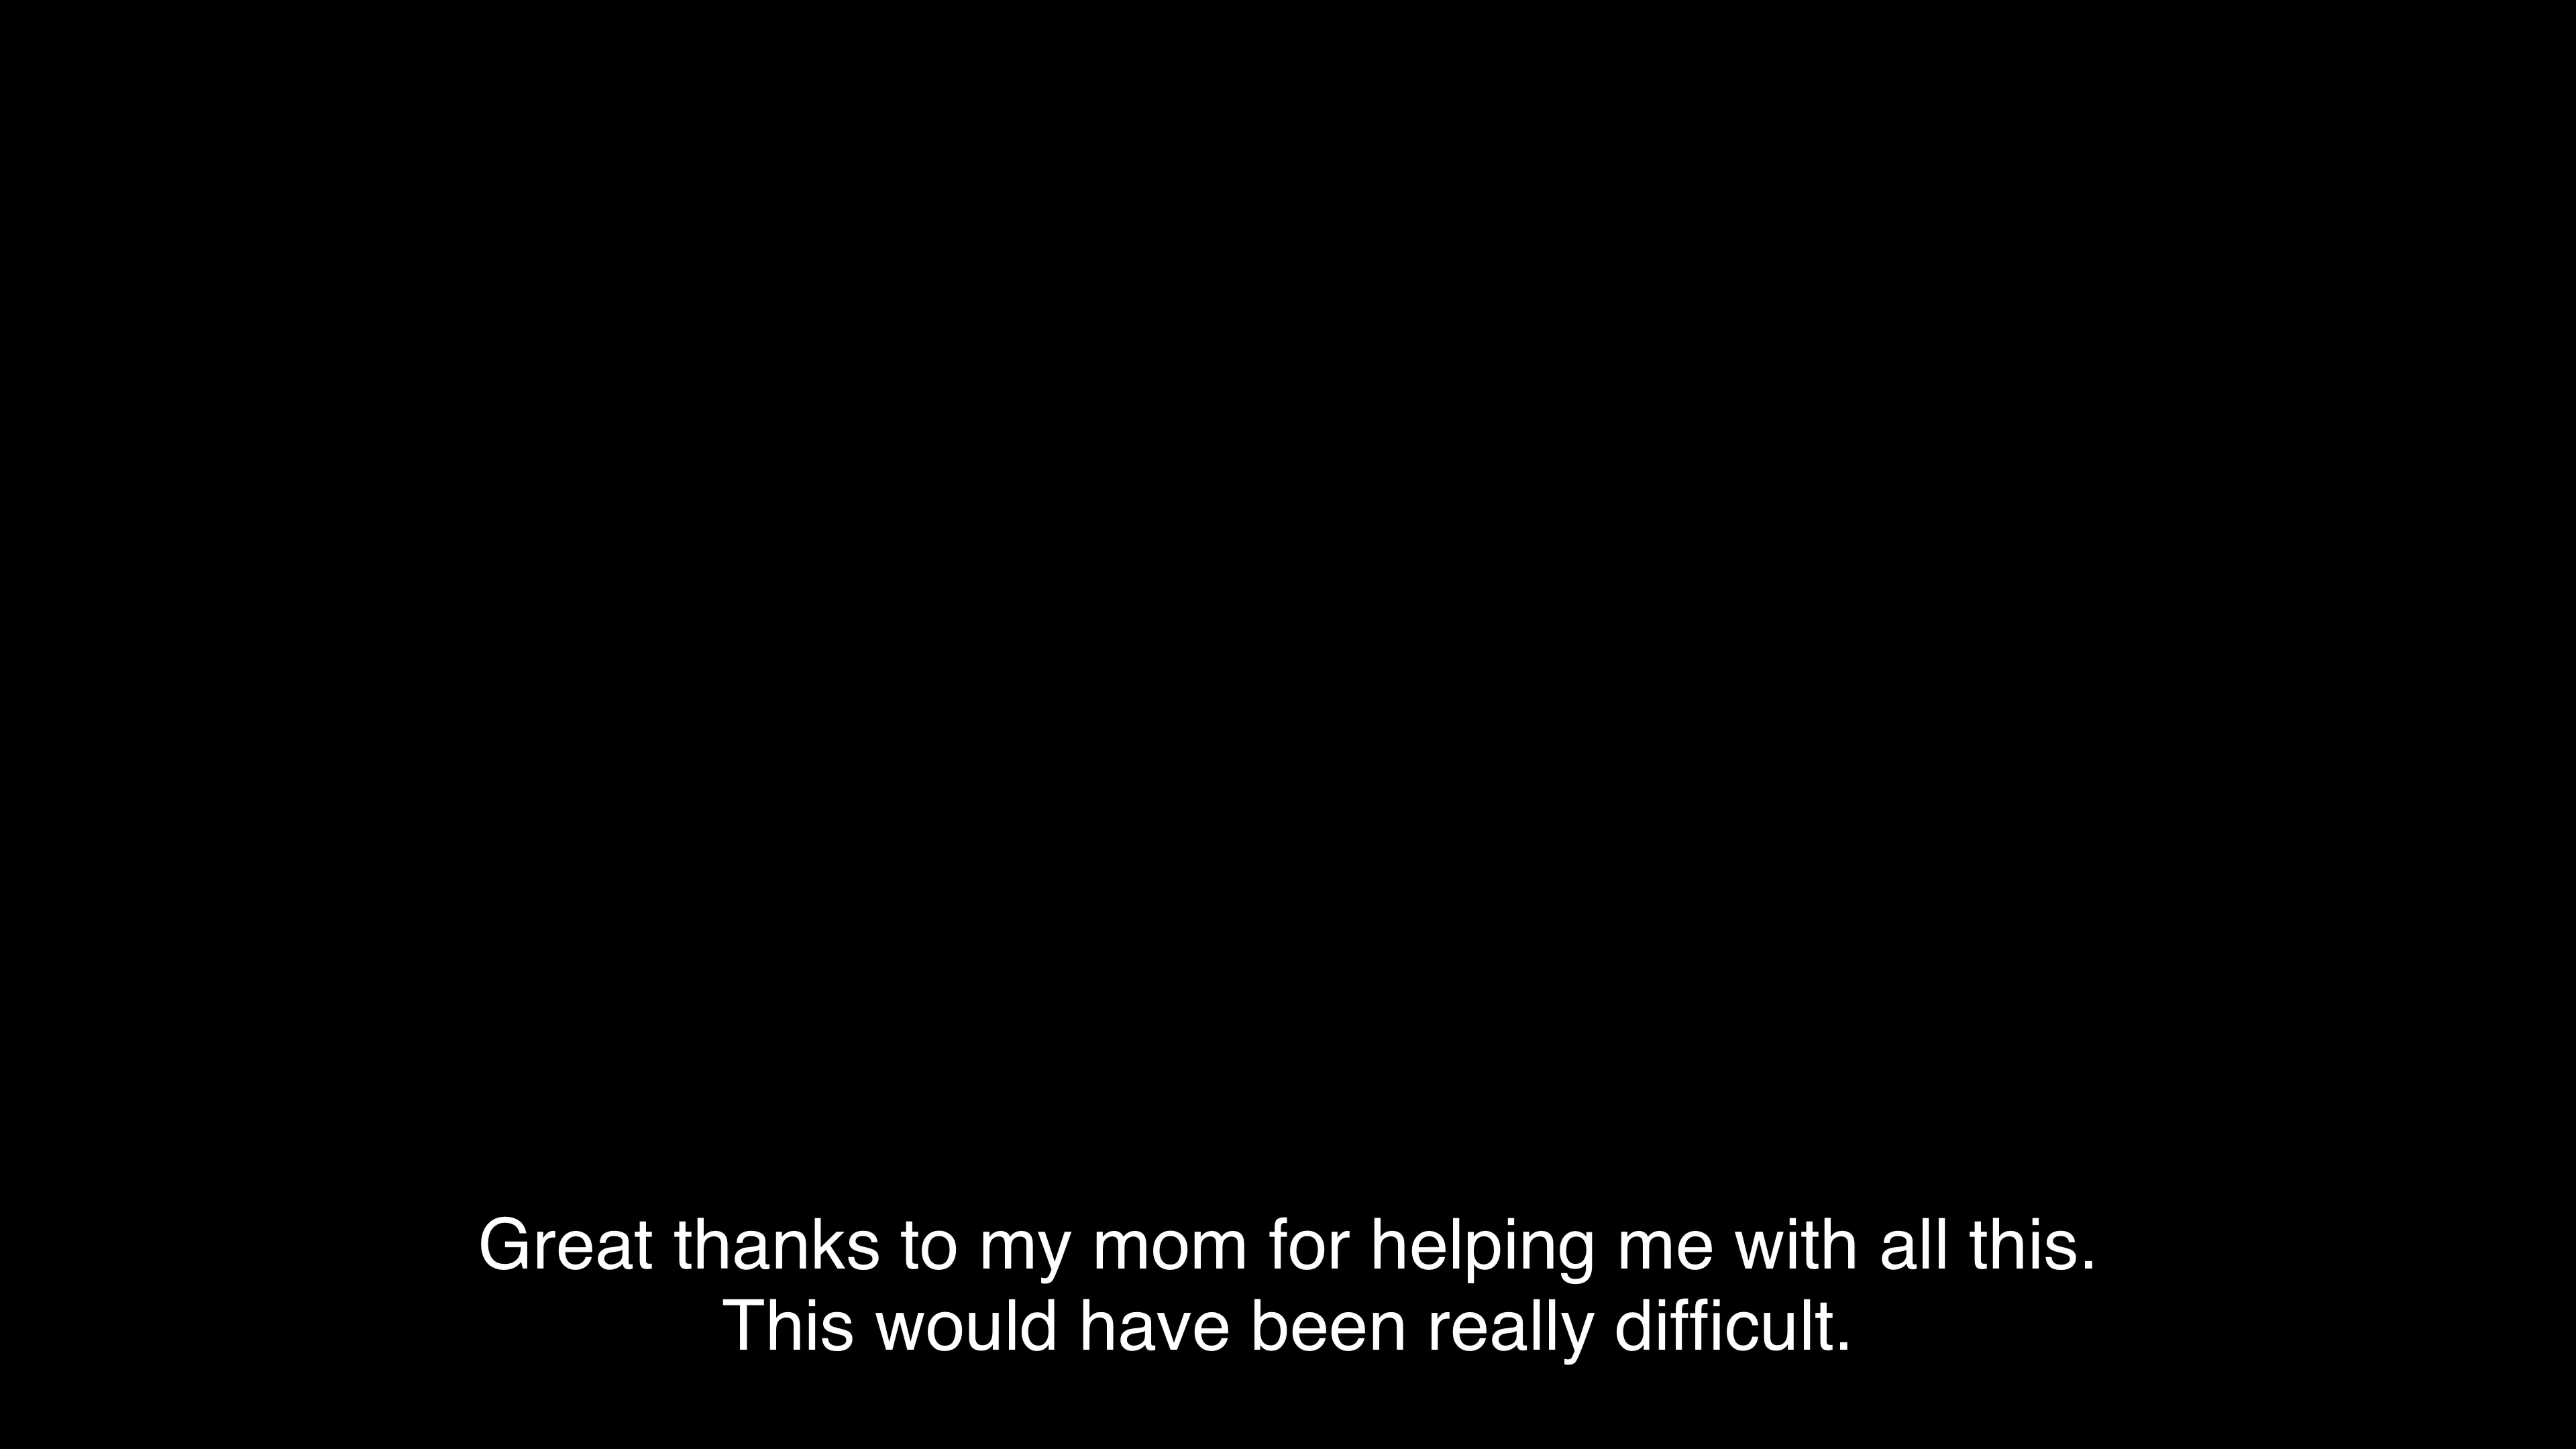 Great thanks to my mom for helping me with all this.
This would have been really difficult.